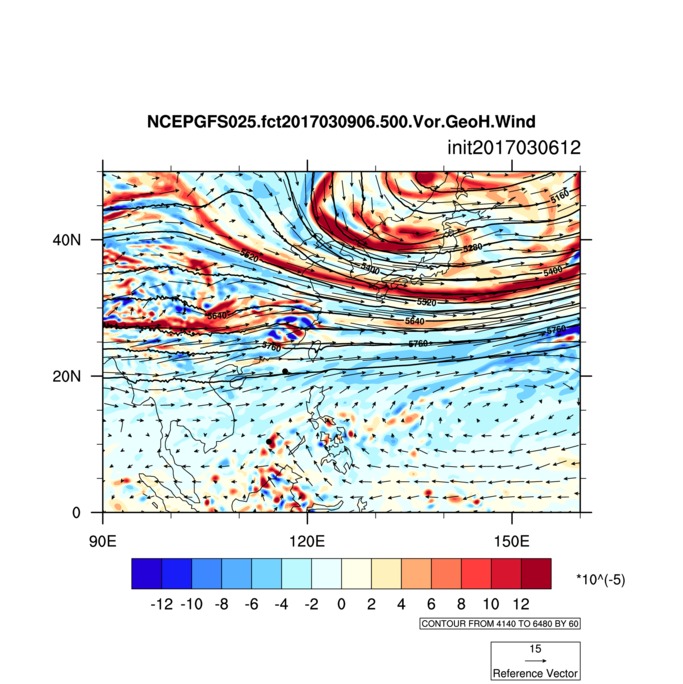 NCEPGFS025.fct2017030906.500.Vor.GeoH.Wind
init2017030612
5160
40N
5280
5520
5400
5400
5520
5640
5640
5760
5760
5760
20N
0
90E 120E 150E
-12 -10 -8 -6 -4 -2 0 2 4 6 8 10 12
*10^(-5)
CONTOUR FROM 4140 TO 6480 BY 60
15
Reference Vector